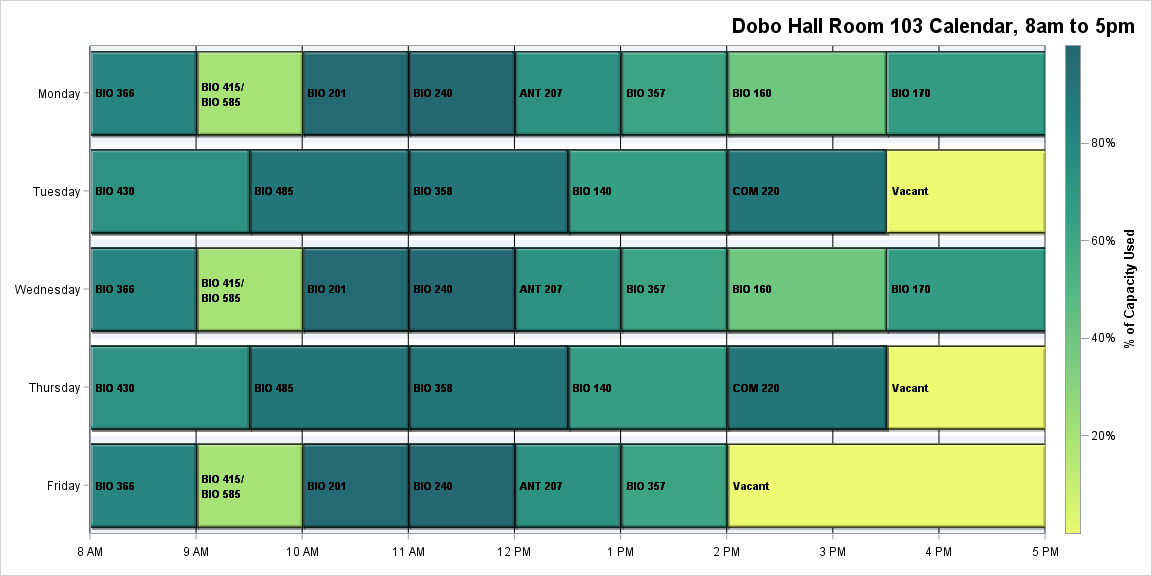 Dobo Hall Room 103 Calendar, 8am to 5pm
Monday
BIO 366
BIO 415/
BIO 585
BIO 201
BIO 240
ANT 207
BIO 357
BIO 160
BIO 170
Tuesday
BIO 430
BIO 485
BIO 358
BIO 140
COM 220
Vacant
Wednesday
BIO 366
BIO 415/
BIO 585
BIO 201
BIO 240
ANT 207
BIO 357
BIO 160
BIO 170
Thursday
BIO 430
BIO 485
BIO 358
BIO 140
COM 220
Vacant
Friday
BIO 366
BIO 415/
BIO 585
BIO 201
BIO 240
ANT 207
BIO 357
Vacant
8 AM
9 AM
10 AM
11 AM
12 PM
1 PM
2 PM
3 PM
4 PM
5 PM
80%
60%
40%
20%
% of Capacity Used